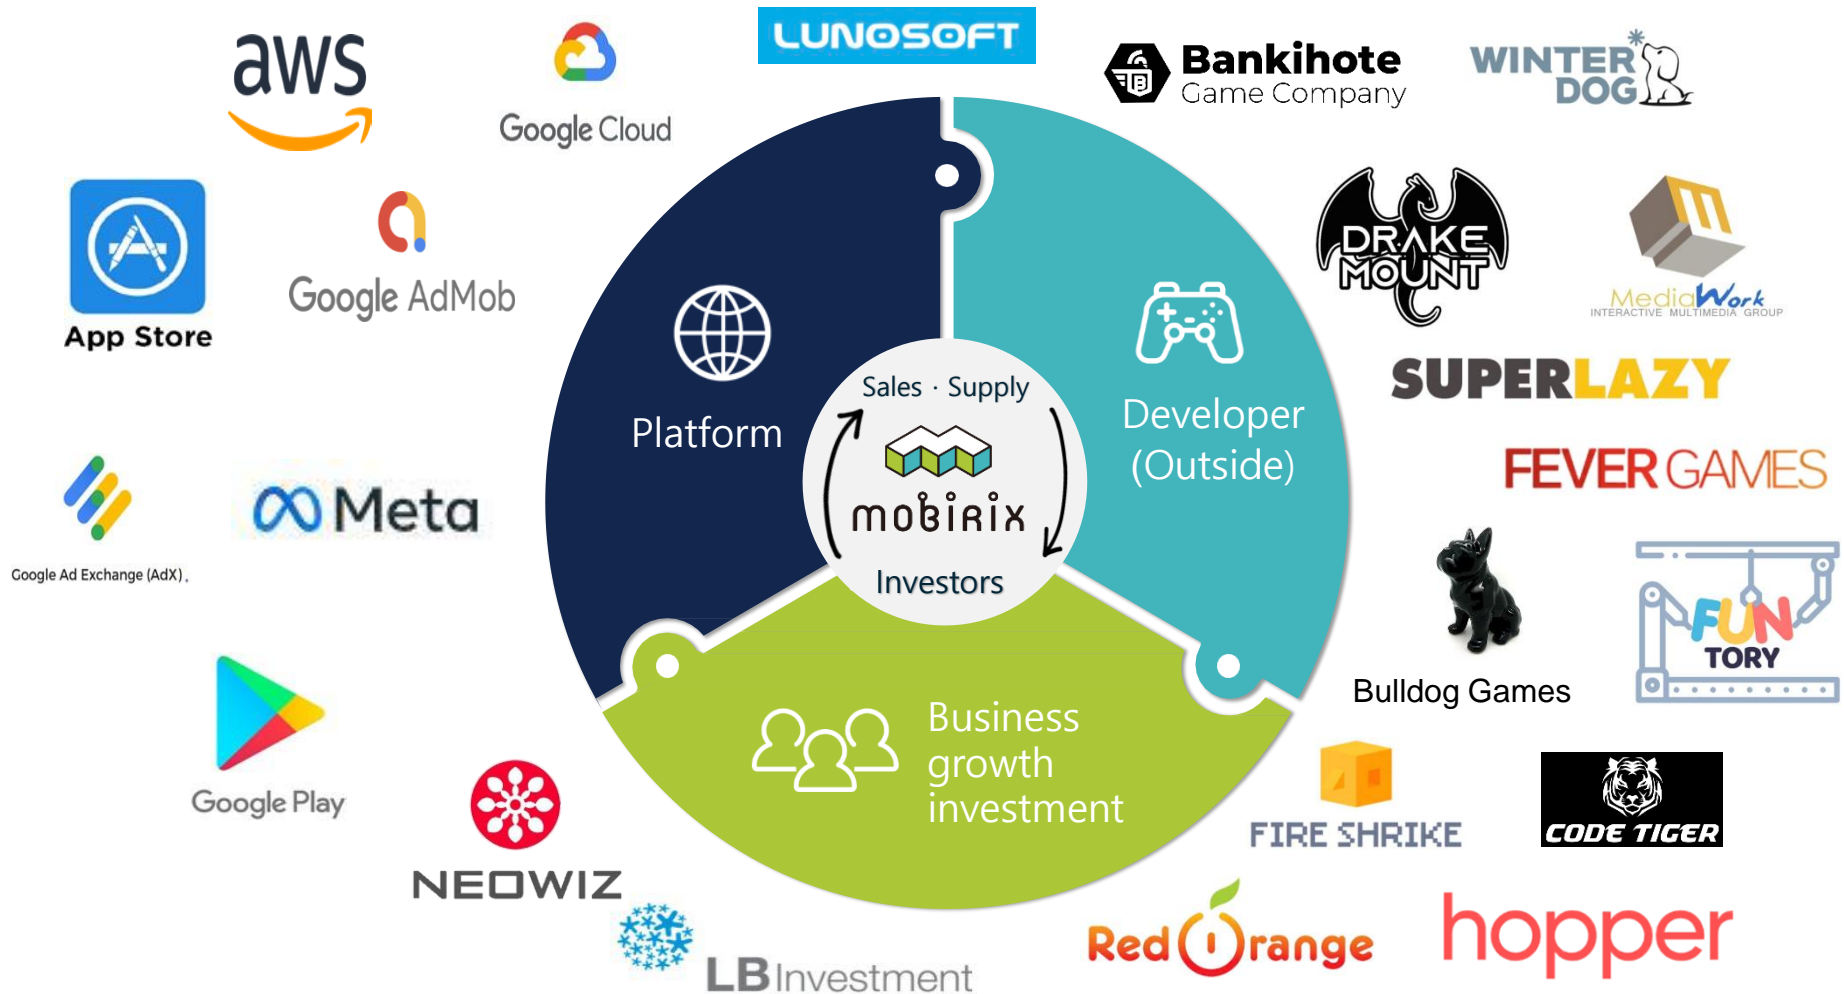 LUNOSOFT
aws
Google Cloud
Bankihote
Game Company
WINTER
DOG
App Store
Google AdMob
DRAKE
MOUNT
MediaWork
INTERACTIVE MULTIMEDIA GROUP
SUPERLAZY
Platform
Sales · Supply
mobirix
Investors
Developer
(Outside)
FEVER GAMES
Google Ad Exchange (AdX) .
Meta
Bulldog Games
FUN
TORY
Google Play
Business
growth
investment
NEOWIZ
FIRE SHRIKE
CODE TIGER
LB Investment
RedOrange
hopper